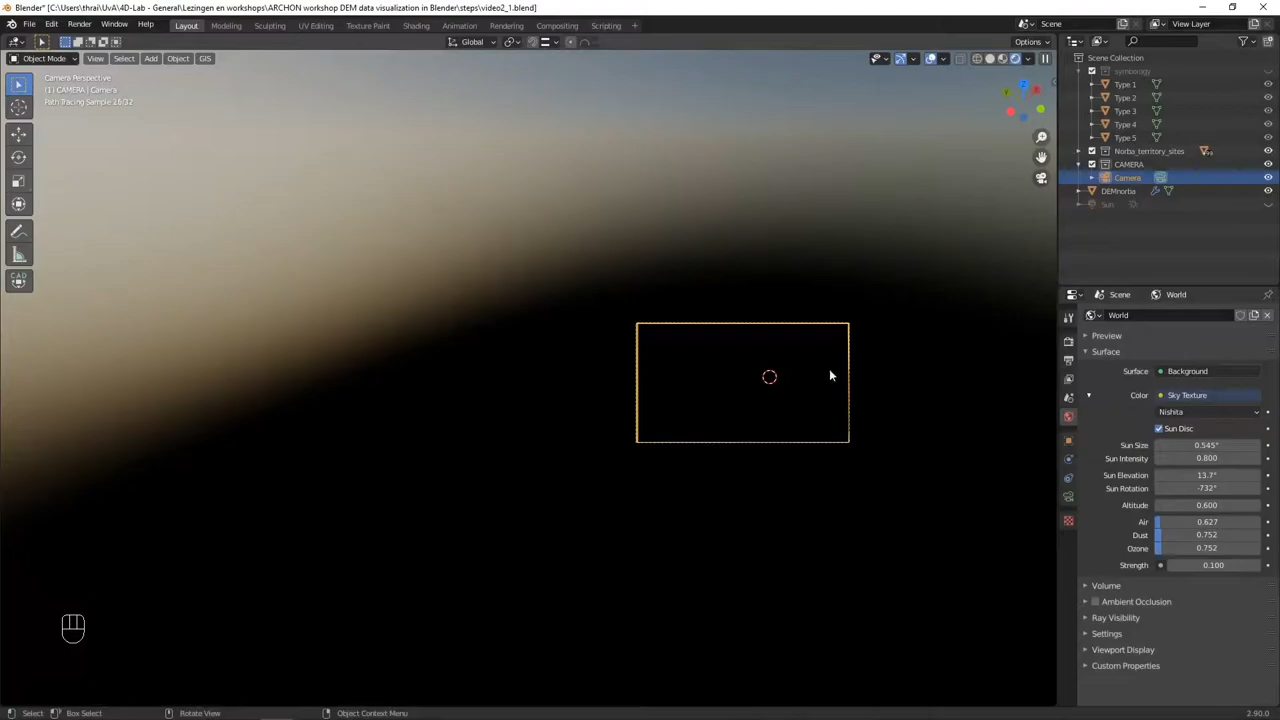 Blender* [C:\Users\thrai\UvA\4D-Lab - General\Lezingen en workshops\ARCHON workshop DEM data visualization in Blender\steps\video2_1.blend]
File Edit Render Window Help Layout Modeling Sculpting UV Editing Texture Paint Shading Animation Rendering Compositing Scripting + Scene View Layer
Global Options
Object Mode View Select Add Object GIS
Camera Perspective
(1) CAMERA | Camera
Path Tracing Sample 16/32
Scene Collection
symbology
Type 1
Type 2
Type 3
Type 4
Type 5
Norba_territory_sites
CAMERA
Camera
DEMnorba
Sun
CAD
Scene World
World
Preview
Surface
Surface Background
Color Sky Texture
Nishita
Sun Disc
Sun Size 0.545°
Sun Intensity 0.800
Sun Elevation 13.7°
Sun Rotation -732°
Altitude 0.600
Air 0.627
Dust 0.752
Ozone 0.752
Strength 0.100
Volume
Ambient Occlusion
Ray Visibility
Settings
Viewport Display
Custom Properties
Select Box Select Rotate View Object Context Menu 2.90.0